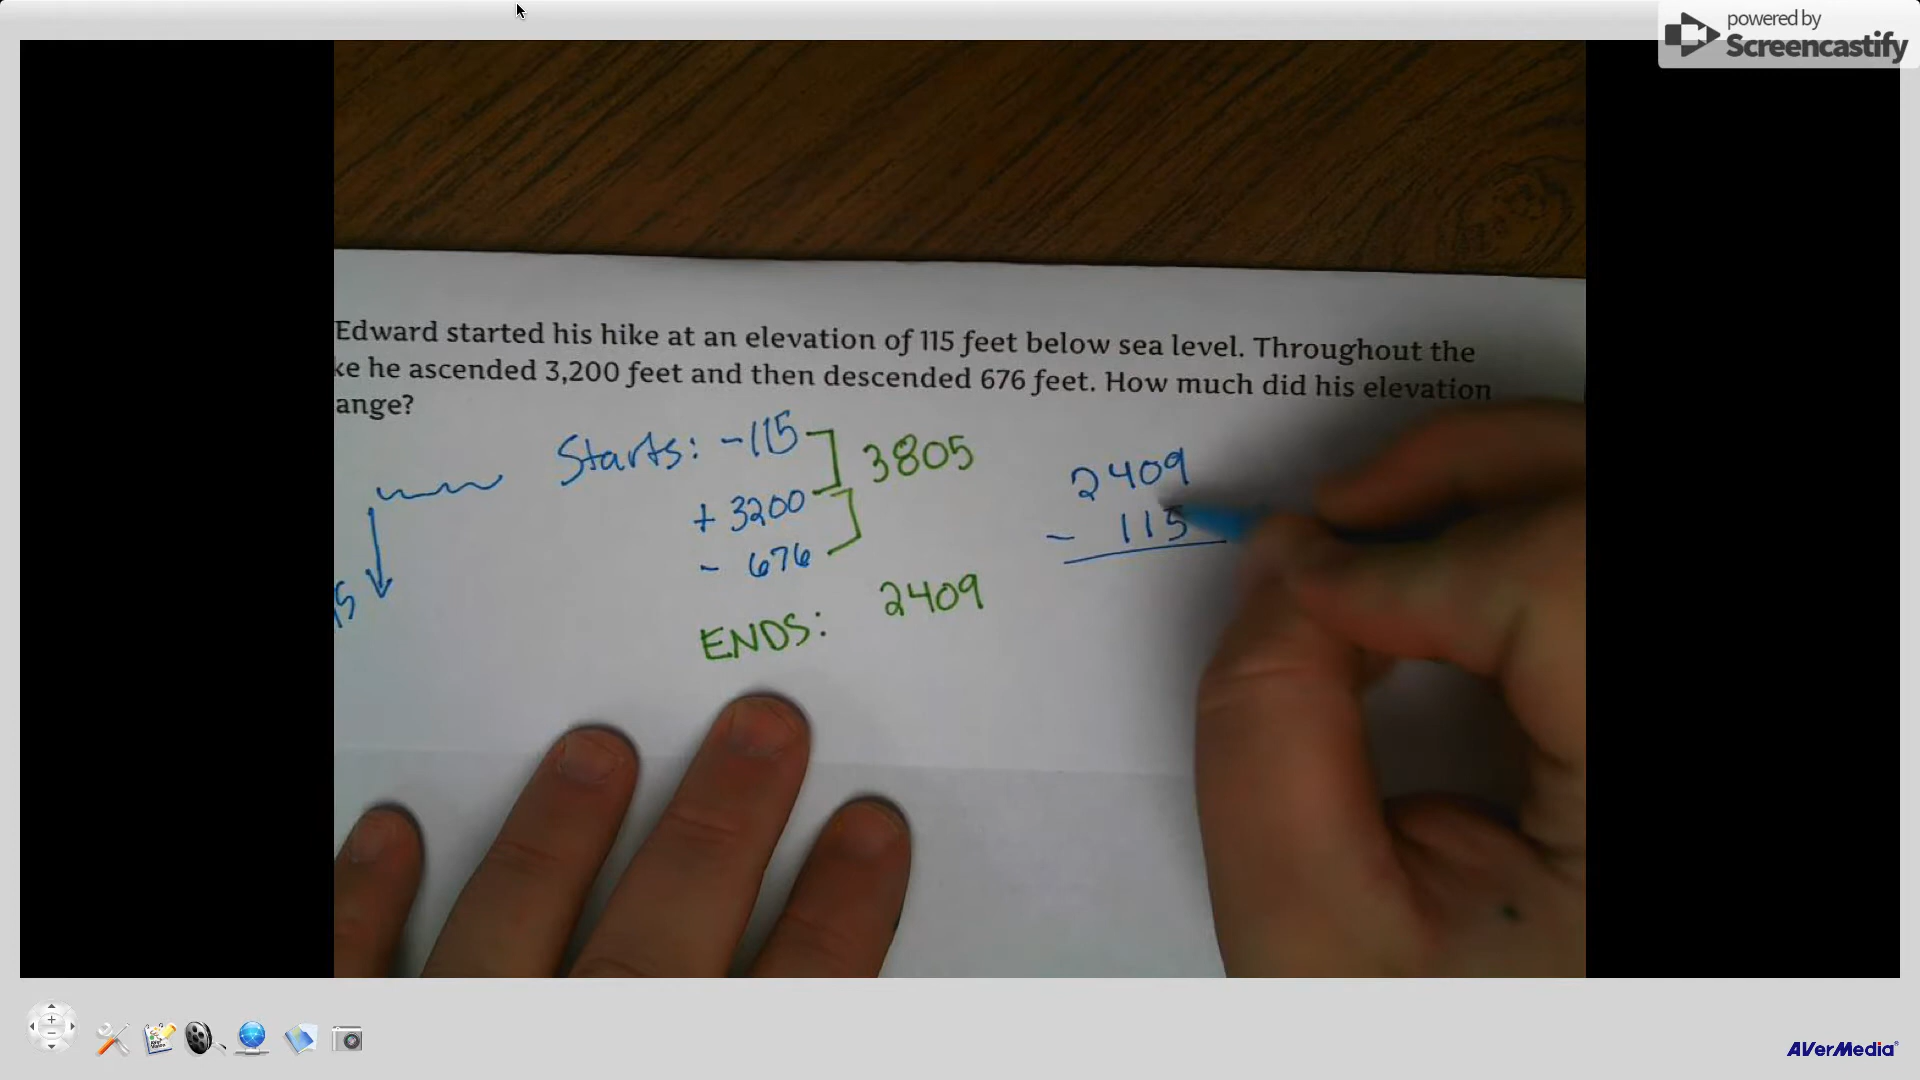 powered by
Screencastify
Edward started his hike at an elevation of 115 feet below sea level. Throughout the
ke he ascended 3,200 feet and then descended 676 feet. How much did his elevation
ange?
Starts: -115
3805
+ 3200
- 676
ENDS: 2409
2409
- 115
15
AVerMedia